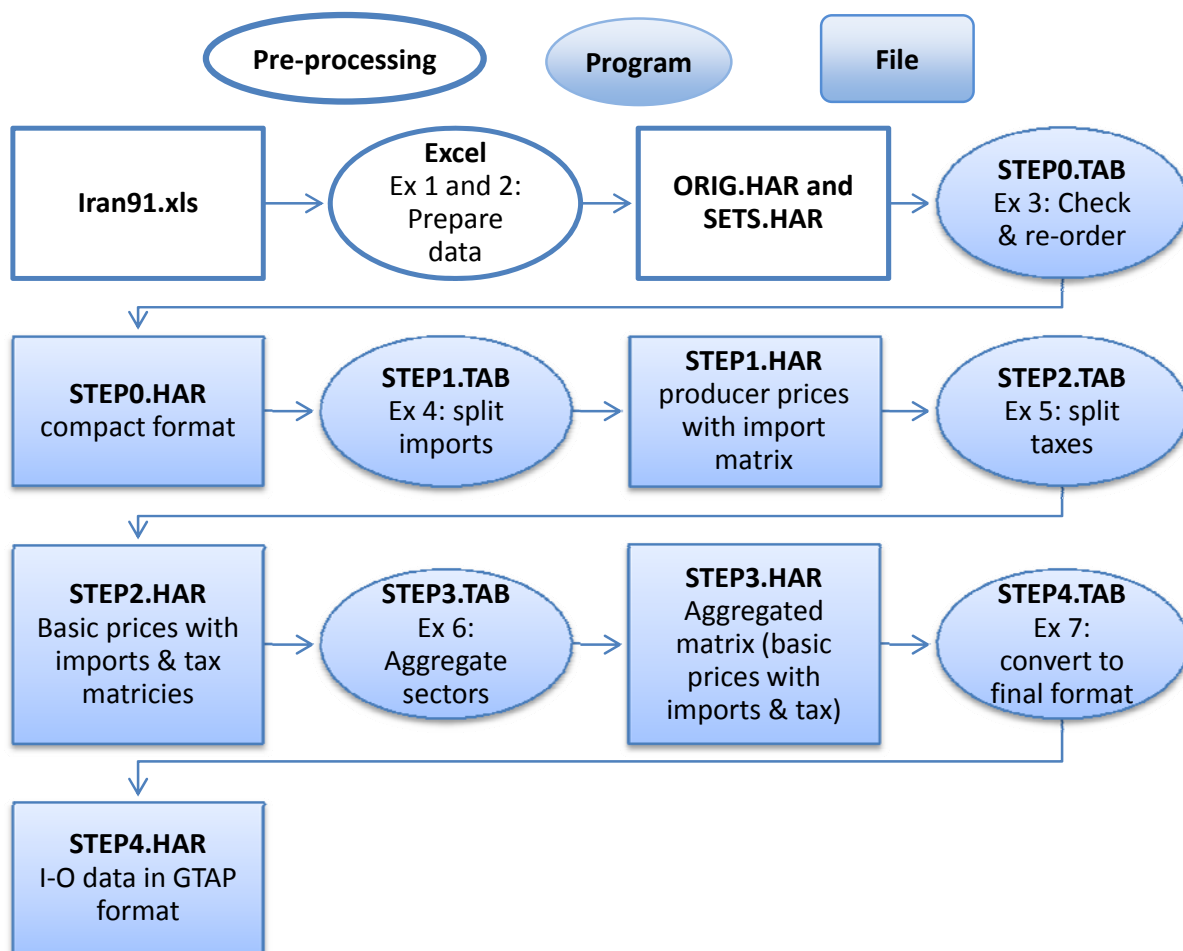 Pre-processing
Program
File
Iran91.xls
Excel
Ex 1 and 2:
Prepare
data
ORIG.HAR and
SETS.HAR
STEP0.TAB
Ex 3: Check
& re-order
STEP0.HAR
compact format
STEP1.TAB
Ex 4: split
imports
STEP1.HAR
producer prices
with import
matrix
STEP2.TAB
Ex 5: split
taxes
STEP2.HAR
Basic prices with
imports & tax
matricies
STEP3.TAB
Ex 6:
Aggregate
sectors
STEP3.HAR
Aggregated
matrix (basic
prices with
imports & tax)
STEP4.TAB
Ex 7:
convert to
final format
STEP4.HAR
I-O data in GTAP
format